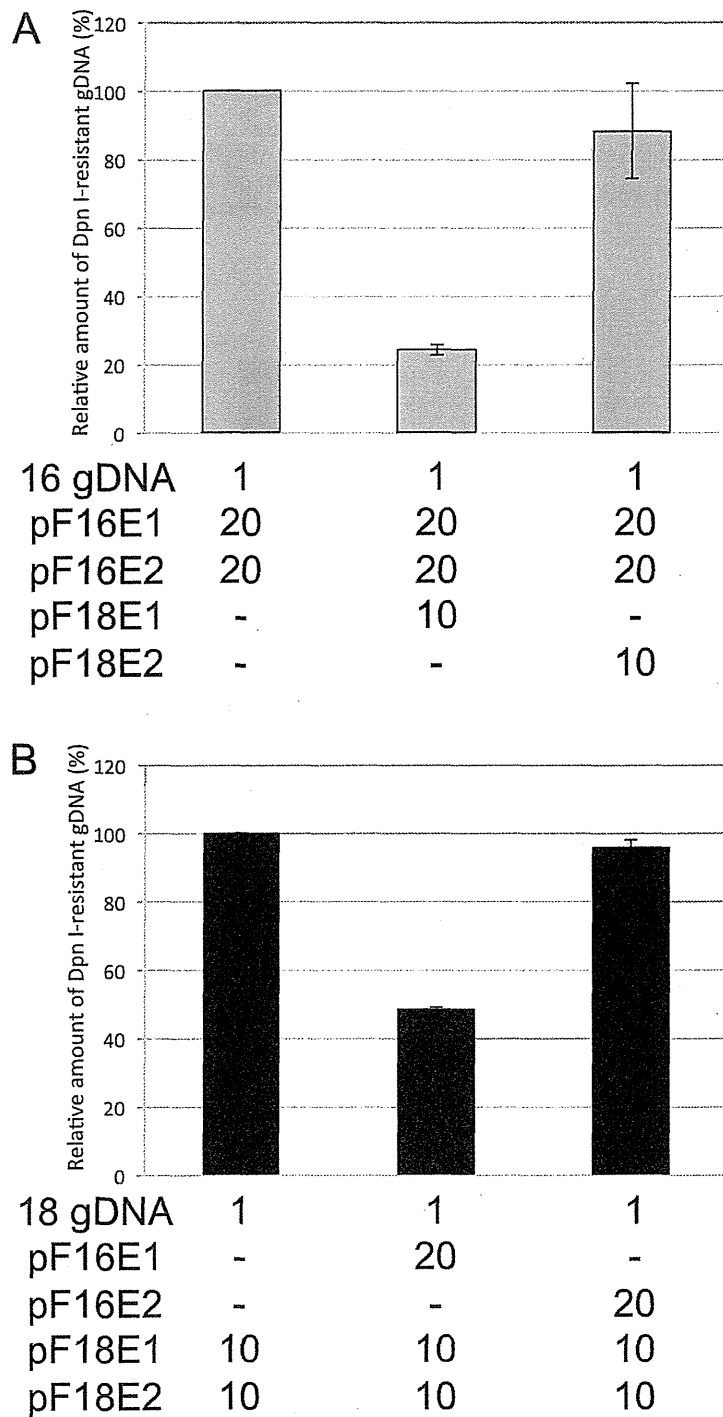 A
Relative amount of Dpn I-resistant gDNA (%)
120
100
80
60
40
20
0
16 gDNA 1 1 1
pF16E1 20 20 20
pF16E2 20 20 20
pF18E1 - 10 -
pF18E2 - - 10
B
Relative amount of Dpn I-resistant gDNA (%)
120
100
80
60
40
20
0
18 gDNA 1 1 1
pF16E1 - 20 -
pF16E2 - - 20
pF18E1 10 10 10
pF18E2 10 10 10